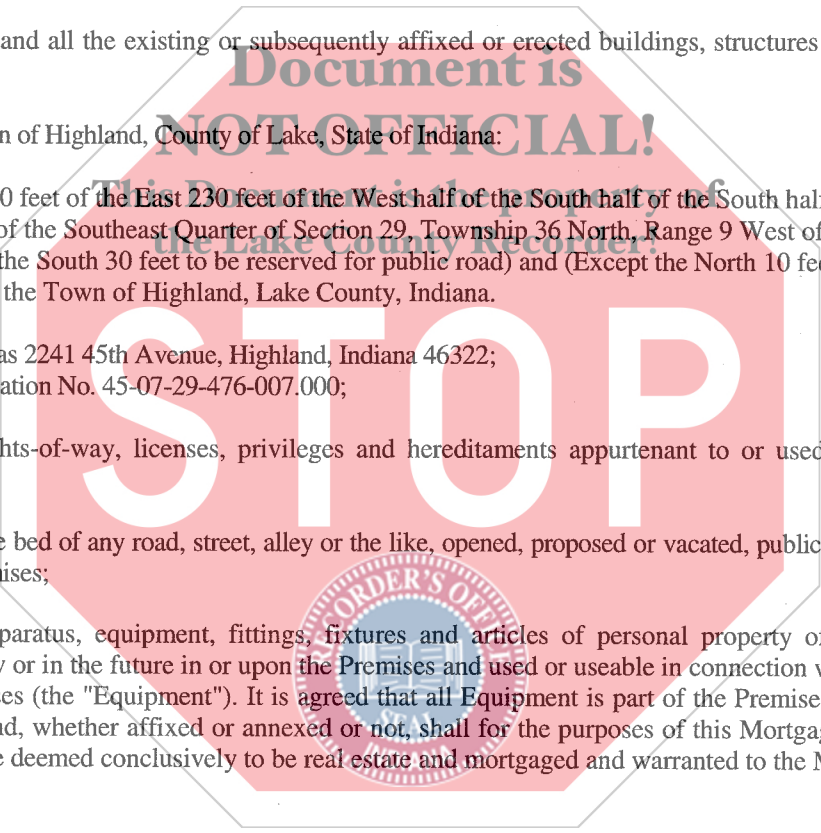 and all the existing or subsequently affixed or erected buildings, structures
Document is
n of Highland, County of Lake, State of Indiana:
NOT OFFICIAL!
0 feet of the East 230 feet of the West half of the South half of the South hal
This Document is the property of
of the Southeast Quarter of Section 29, Township 36 North, Range 9 West of
the Lake County Recorder!
the South 30 feet to be reserved for public road) and (Except the North 10 fe
the Town of Highland, Lake County, Indiana.
STOP
as 2241 45th Avenue, Highland, Indiana 46322;
ation No. 45-07-29-476-007.000;
hts-of-way, licenses, privileges and hereditaments appurtenant to or used
e bed of any road, street, alley or the like, opened, proposed or vacated, public
ises;
RECORDER'S OFFICE
paratus, equipment, fittings, fixtures and articles of personal property o
y or in the future in or upon the Premises and used or useable in connection
es (the "Equipment"). It is agreed that all Equipment is part of the Premise
nd, whether affixed or annexed or not, shall for the purposes of this Mortga
SEAL
e deemed conclusively to be real estate and mortgaged and warranted to the M
INDIANA